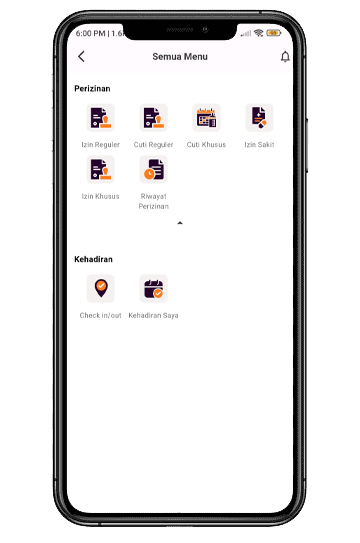 6:00 PM | 1.6
Semua Menu
Perizinan
Izin Reguler
Cuti Reguler
Cuti Khusus
Izin Sakit
Izin Khusus
Riwayat
Perizinan
Kehadiran
Check in/out
Kehadiran Saya